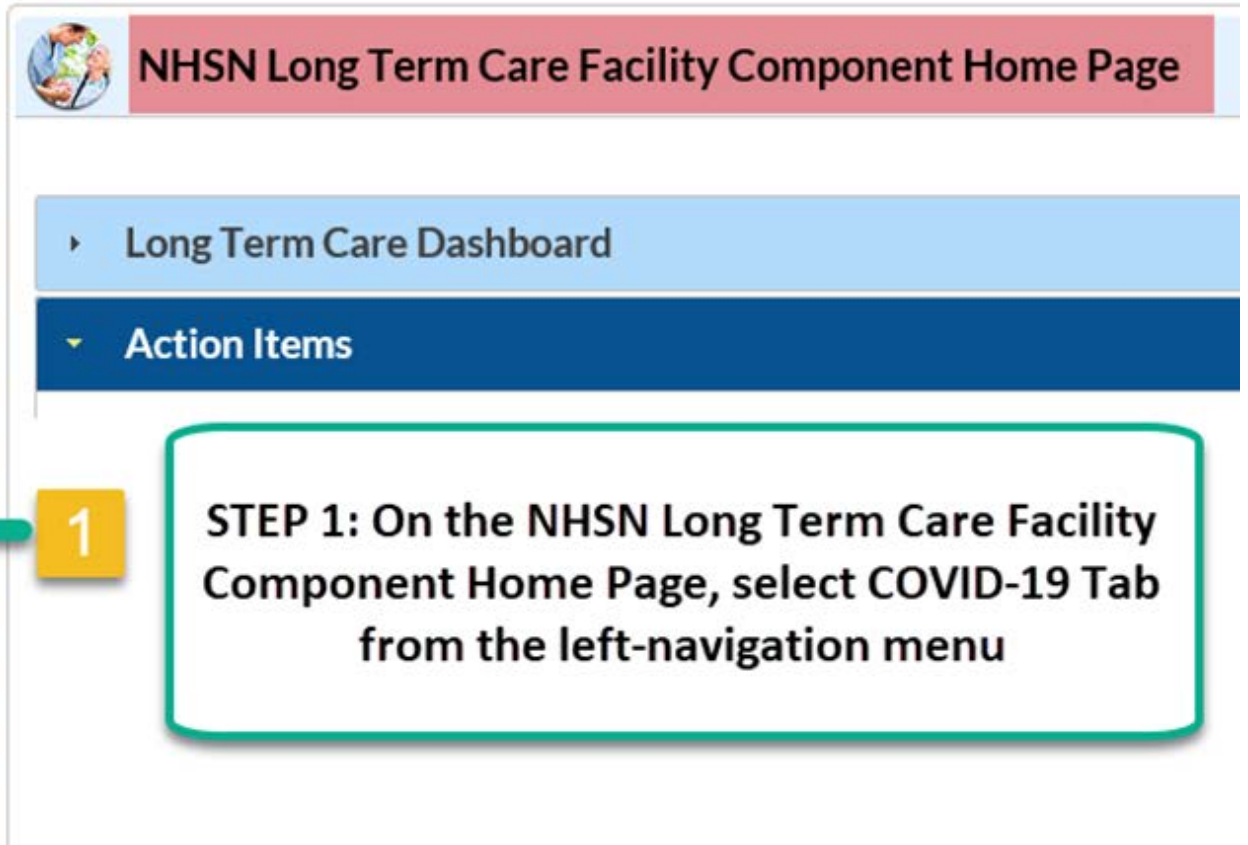 NHSN Long Term Care Facility Component Home Page
Long Term Care Dashboard
Action Items
1
STEP 1: On the NHSN Long Term Care Facility
Component Home Page, select COVID-19 Tab
from the left-navigation menu